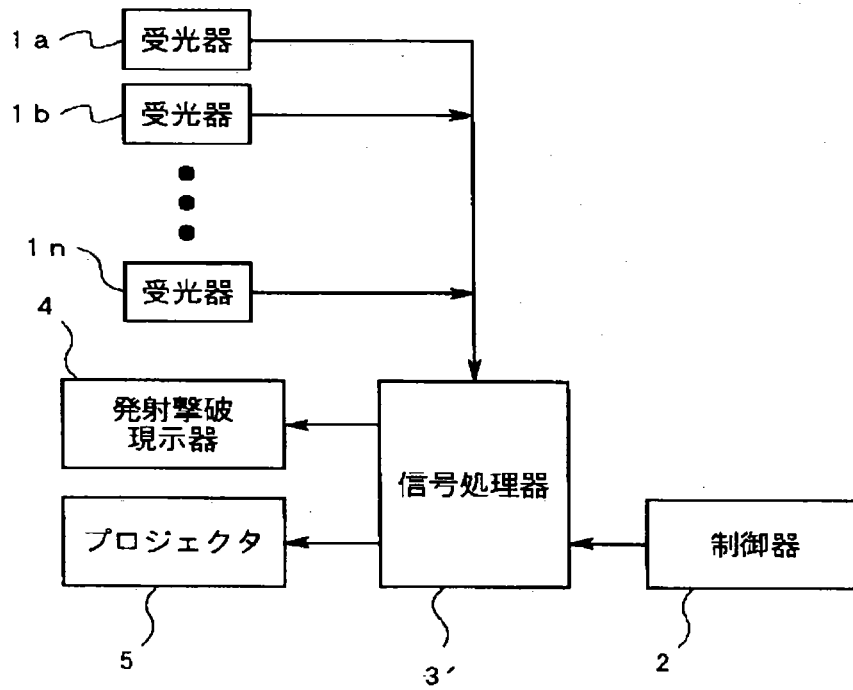 1a
受光器
1b
受光器
1n
受光器
4
発射撃破
現示器
信号処理器
プロジェクタ
制御器
5
3′
2